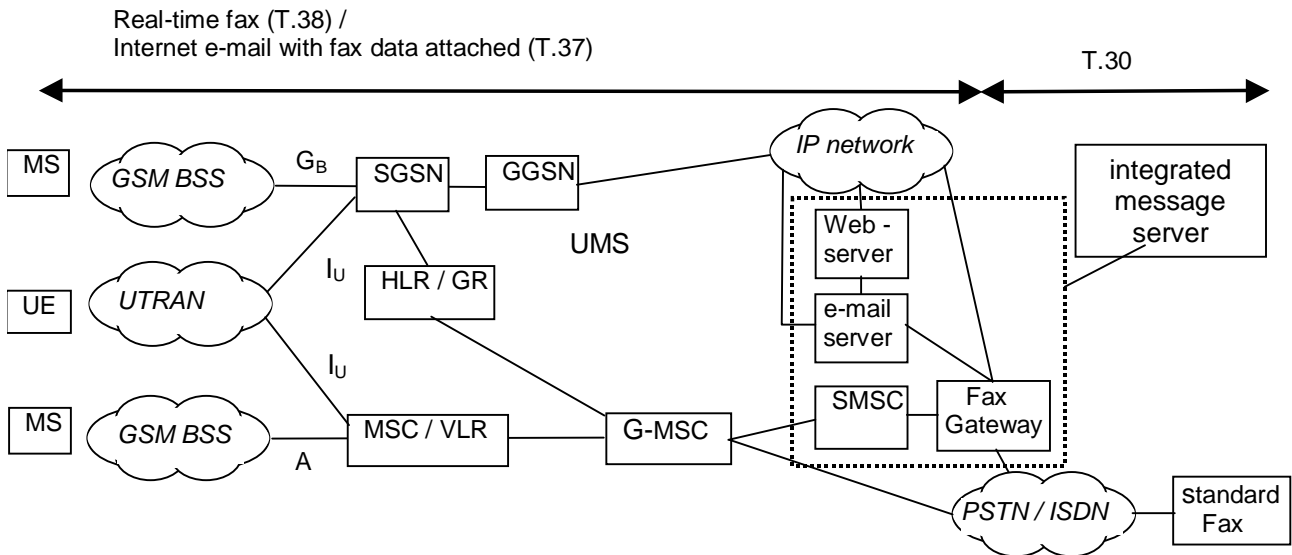 Real-time fax (T.38) /
Internet e-mail with fax data attached (T.37)
T.30
MS
GSM BSS
GB
SGSN
GGSN
IP network
integrated
message
server
Web -
server
UMS
IU
HLR / GR
UE
UTRAN
e-mail
server
IU
MS
GSM BSS
A
MSC / VLR
G-MSC
SMSC
Fax
Gateway
PSTN / ISDN
standard
Fax